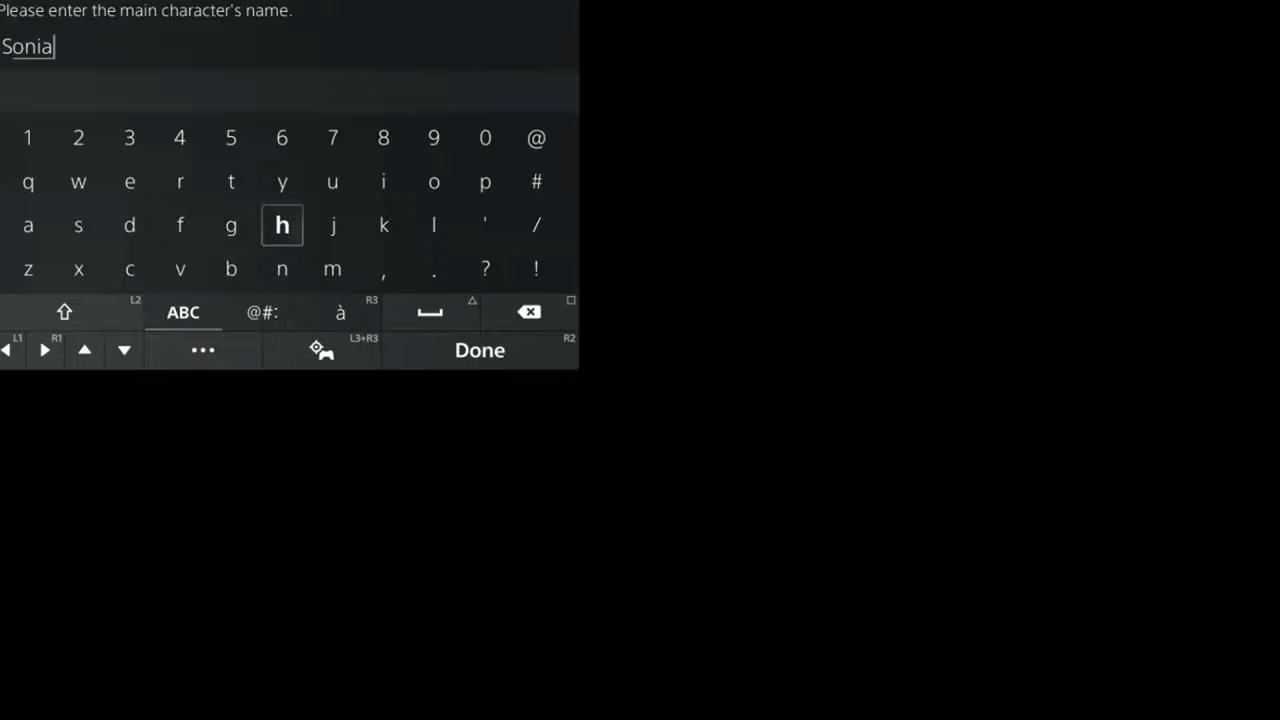 Please enter the main character's name.
Sonia
1 2 3 4 5 6 7 8 9 0 @
q w e r t y u i o p #
a s d f g h j k l ' /
z x c v b n m , . ? !
L2 ABC @#: à R3
L1 R1 ••• L3+R3 Done R2